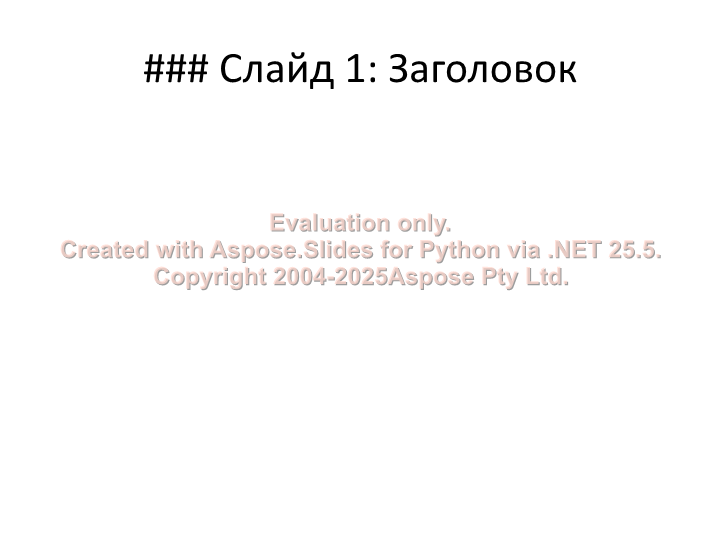 ### Слайд 1: Заголовок
Evaluation only.
Created with Aspose.Slides for Python via .NET 25.5.
Copyright 2004-2025Aspose Pty Ltd.